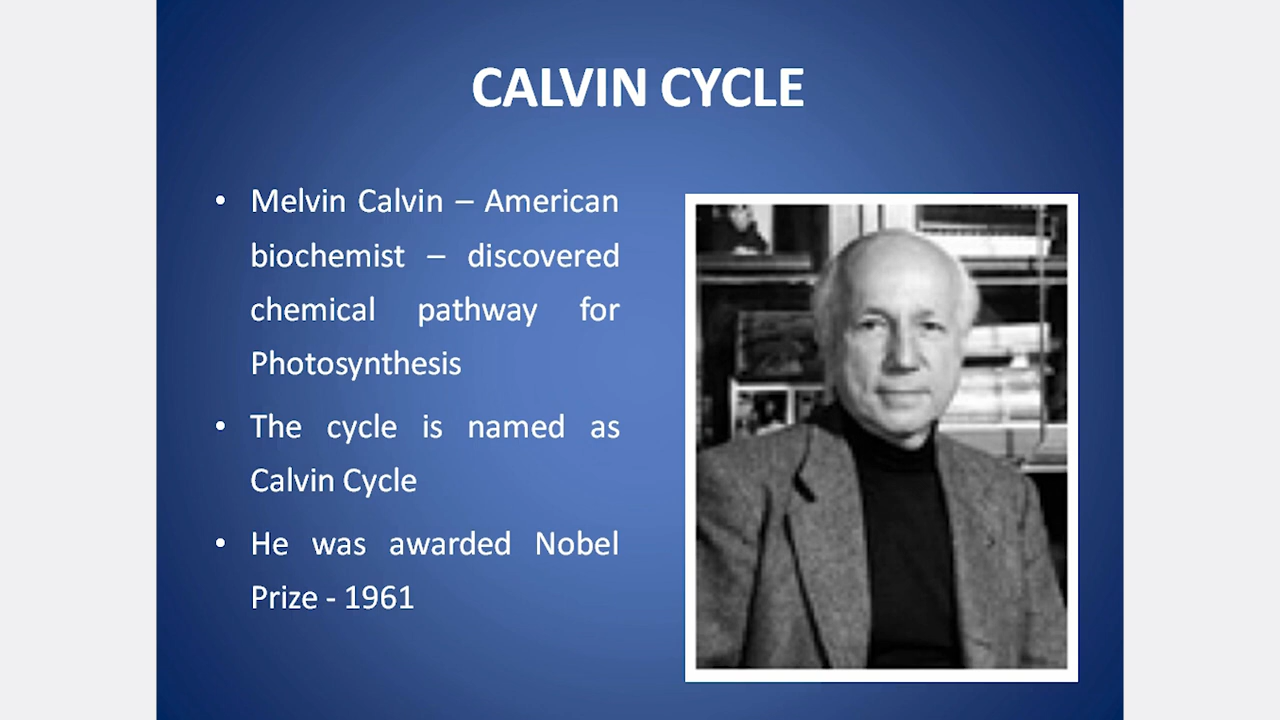 CALVIN CYCLE
• Melvin Calvin – American
biochemist – discovered
chemical pathway for
Photosynthesis
• The cycle is named as
Calvin Cycle
• He was awarded Nobel
Prize - 1961